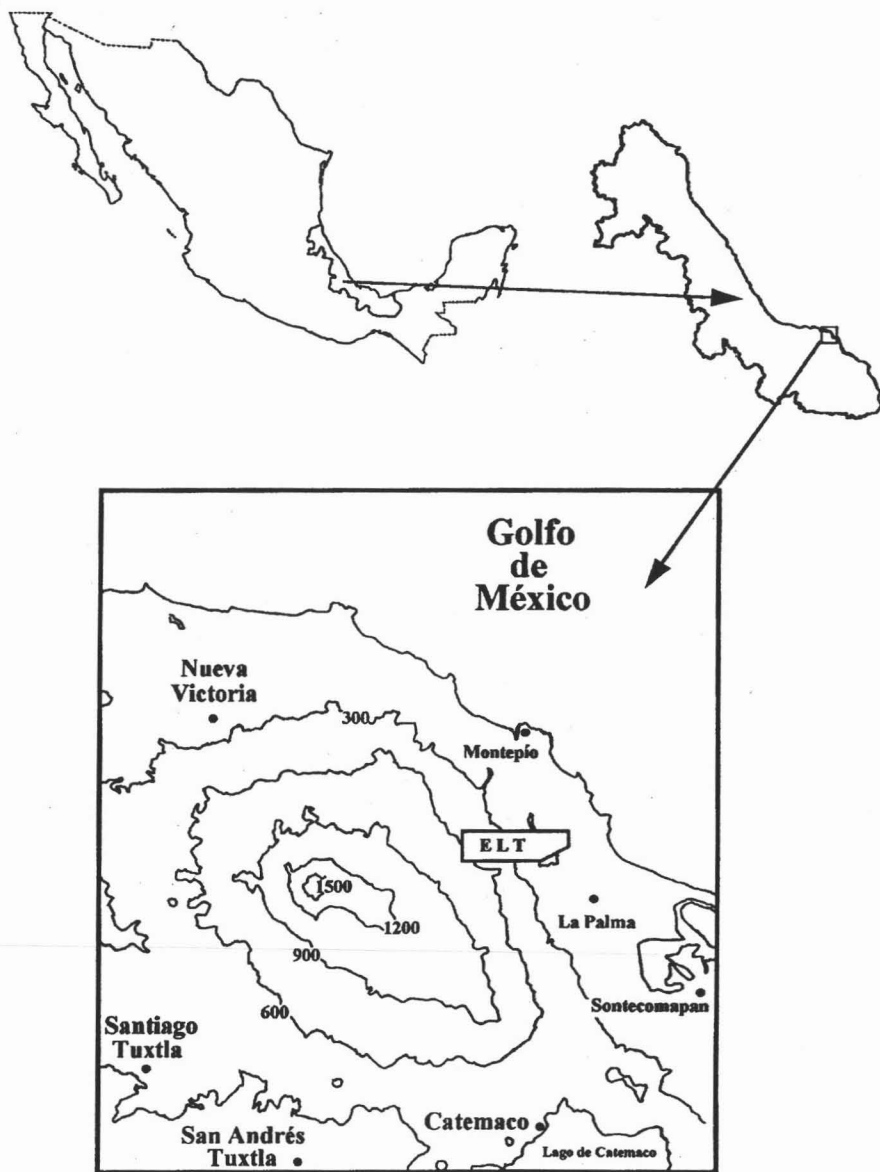 Golfo
de
México
Nueva
Victoria
300
Montepío
ELT
1500
La Palma
1200
900
Sontecomapan
600
Santiago
Tuxtla
Catemaco
San Andrés
Tuxtla
Lago de Catemaco